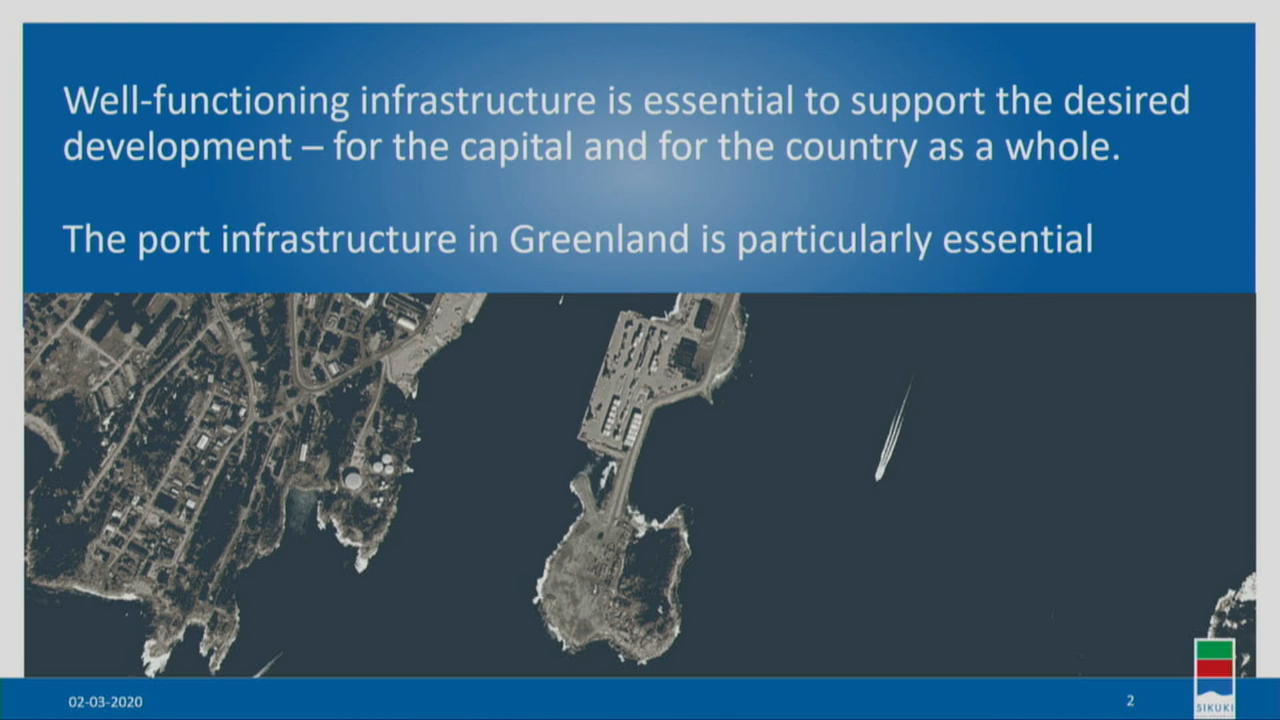 Well-functioning infrastructure is essential to support the desired
development – for the capital and for the country as a whole.
The port infrastructure in Greenland is particularly essential
02-03-2020
2
SIKUKI